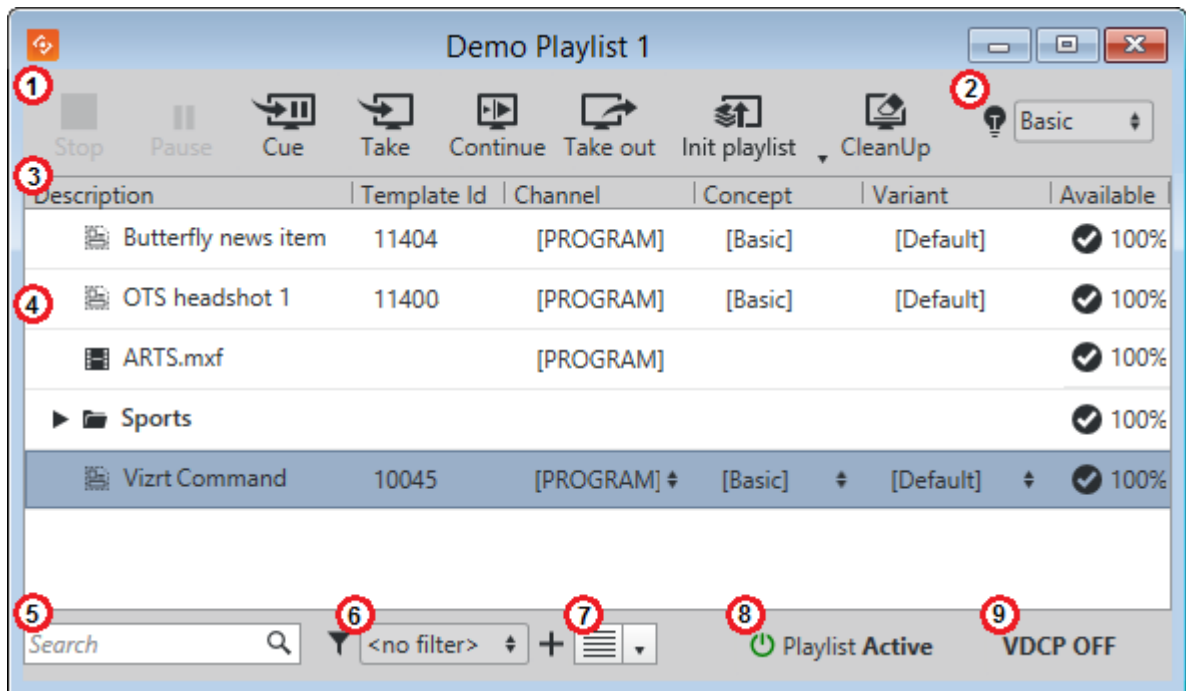 Demo Playlist 1
1
2
Stop Pause Cue Take Continue Take out Init playlist CleanUp Basic
3
Description Template Id Channel Concept Variant Available
Butterfly news item 11404 [PROGRAM] [Basic] [Default] 100%
4
OTS headshot 1 11400 [PROGRAM] [Basic] [Default] 100%
ARTS.mxf [PROGRAM] 100%
Sports 100%
Vizrt Command 10045 [PROGRAM] [Basic] [Default] 100%
5 6 7 8 9
Search <no filter> Playlist Active VDCP OFF